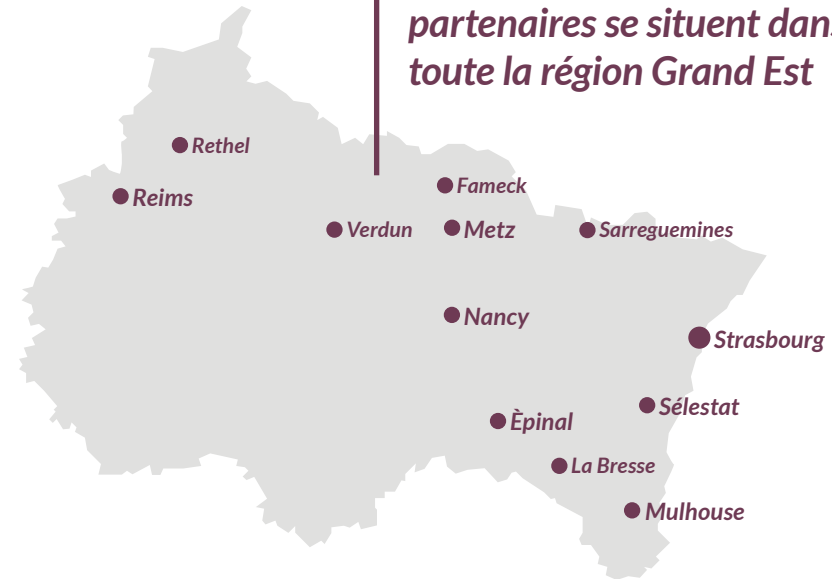 partenaires se situent dans
toute la région Grand Est
Rethel
Fameck
Reims
Verdun
Metz
Sarreguemines
Nancy
Strasbourg
Sélestat
Èpinal
La Bresse
Mulhouse